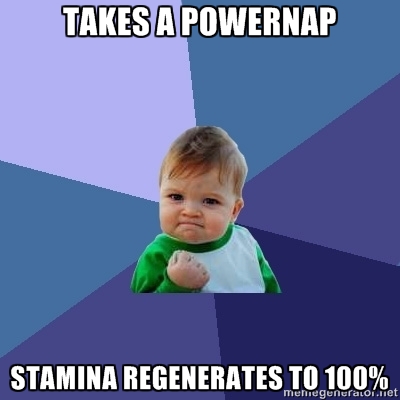 TAKES A POWERNAP
STAMINA REGENERATES TO 100%
memegenerator.net